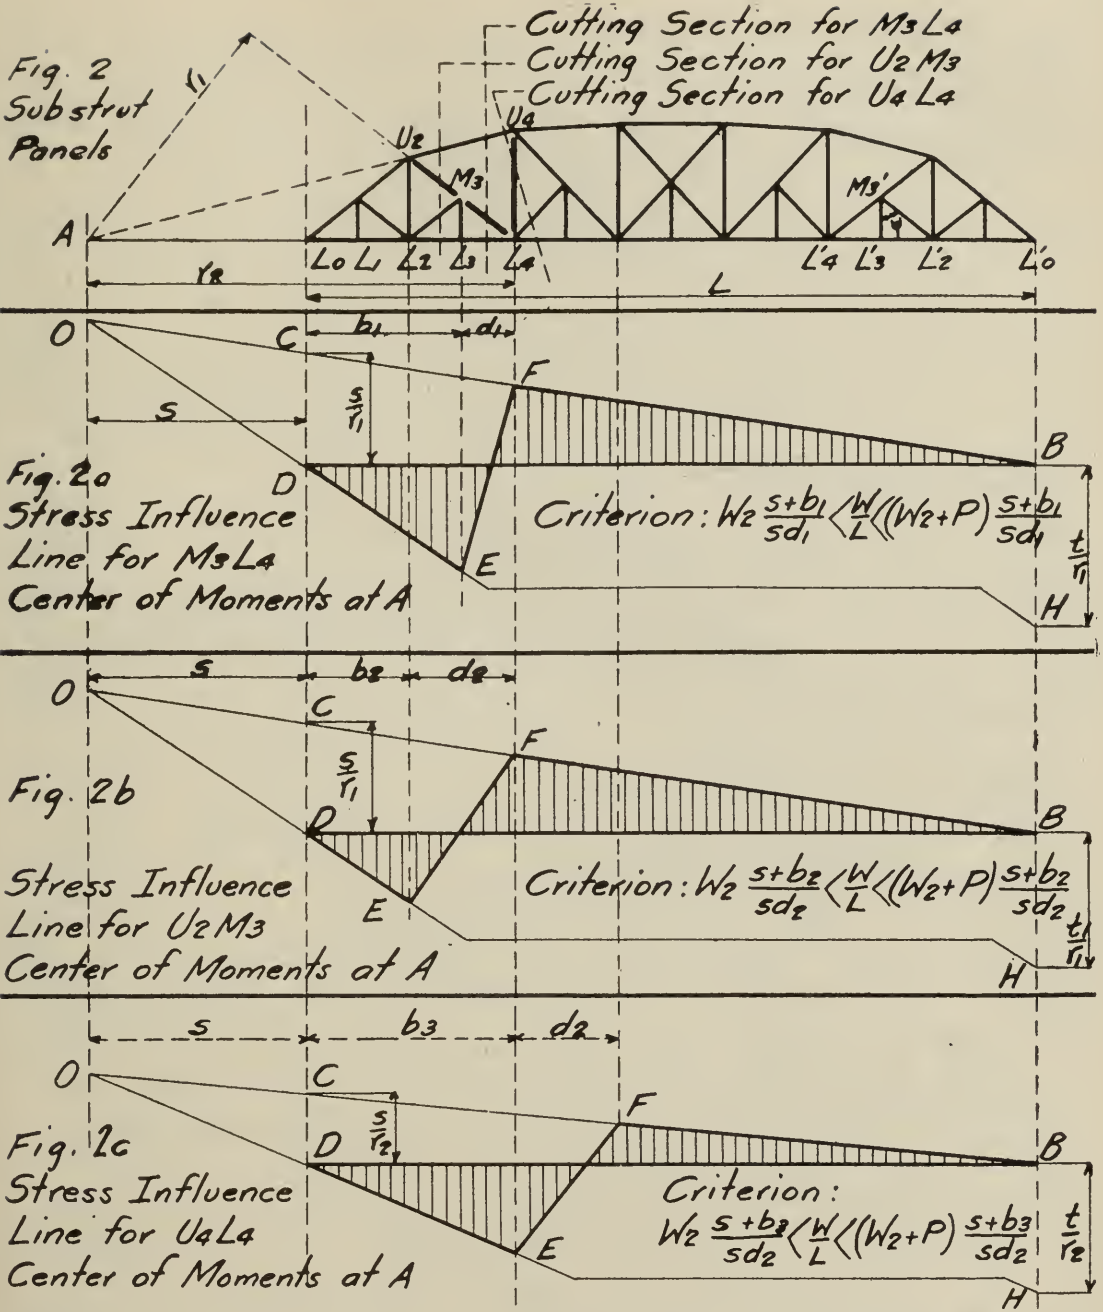 Cutting Section for M3L4
Cutting Section for U2M3
Cutting Section for U4L4
Fig. 2
Substrut
Panels
r1
U2
U4
M3
M3'
A
L0 L1 L2 L3 L4 L'4 L'3 L'2 L'0
r2
L
O
C
b1
d1
F
s/r1
s
D
B
Fig. 2a
Stress Influence
Line for M3L4
Center of Moments at A
E
Criterion: W2 (s+b1)/(sd1) < W/L < (W2+P) (s+b1)/(sd1)
t/r1
H
s
b2
d2
O
C
F
s/r1
Fig. 2b
D
B
Stress Influence
Line for U2M3
Center of Moments at A
E
Criterion: W2 (s+b2)/(sd2) < W/L < (W2+P) (s+b2)/(sd2)
H
s
b3
d2
O
C
F
s/r2
D
B
Fig. 2c
Stress Influence
Line for U4L4
Center of Moments at A
E
Criterion:
W2 (s+b3)/(sd2) < W/L < (W2+P) (s+b3)/(sd2)
t/r2
H